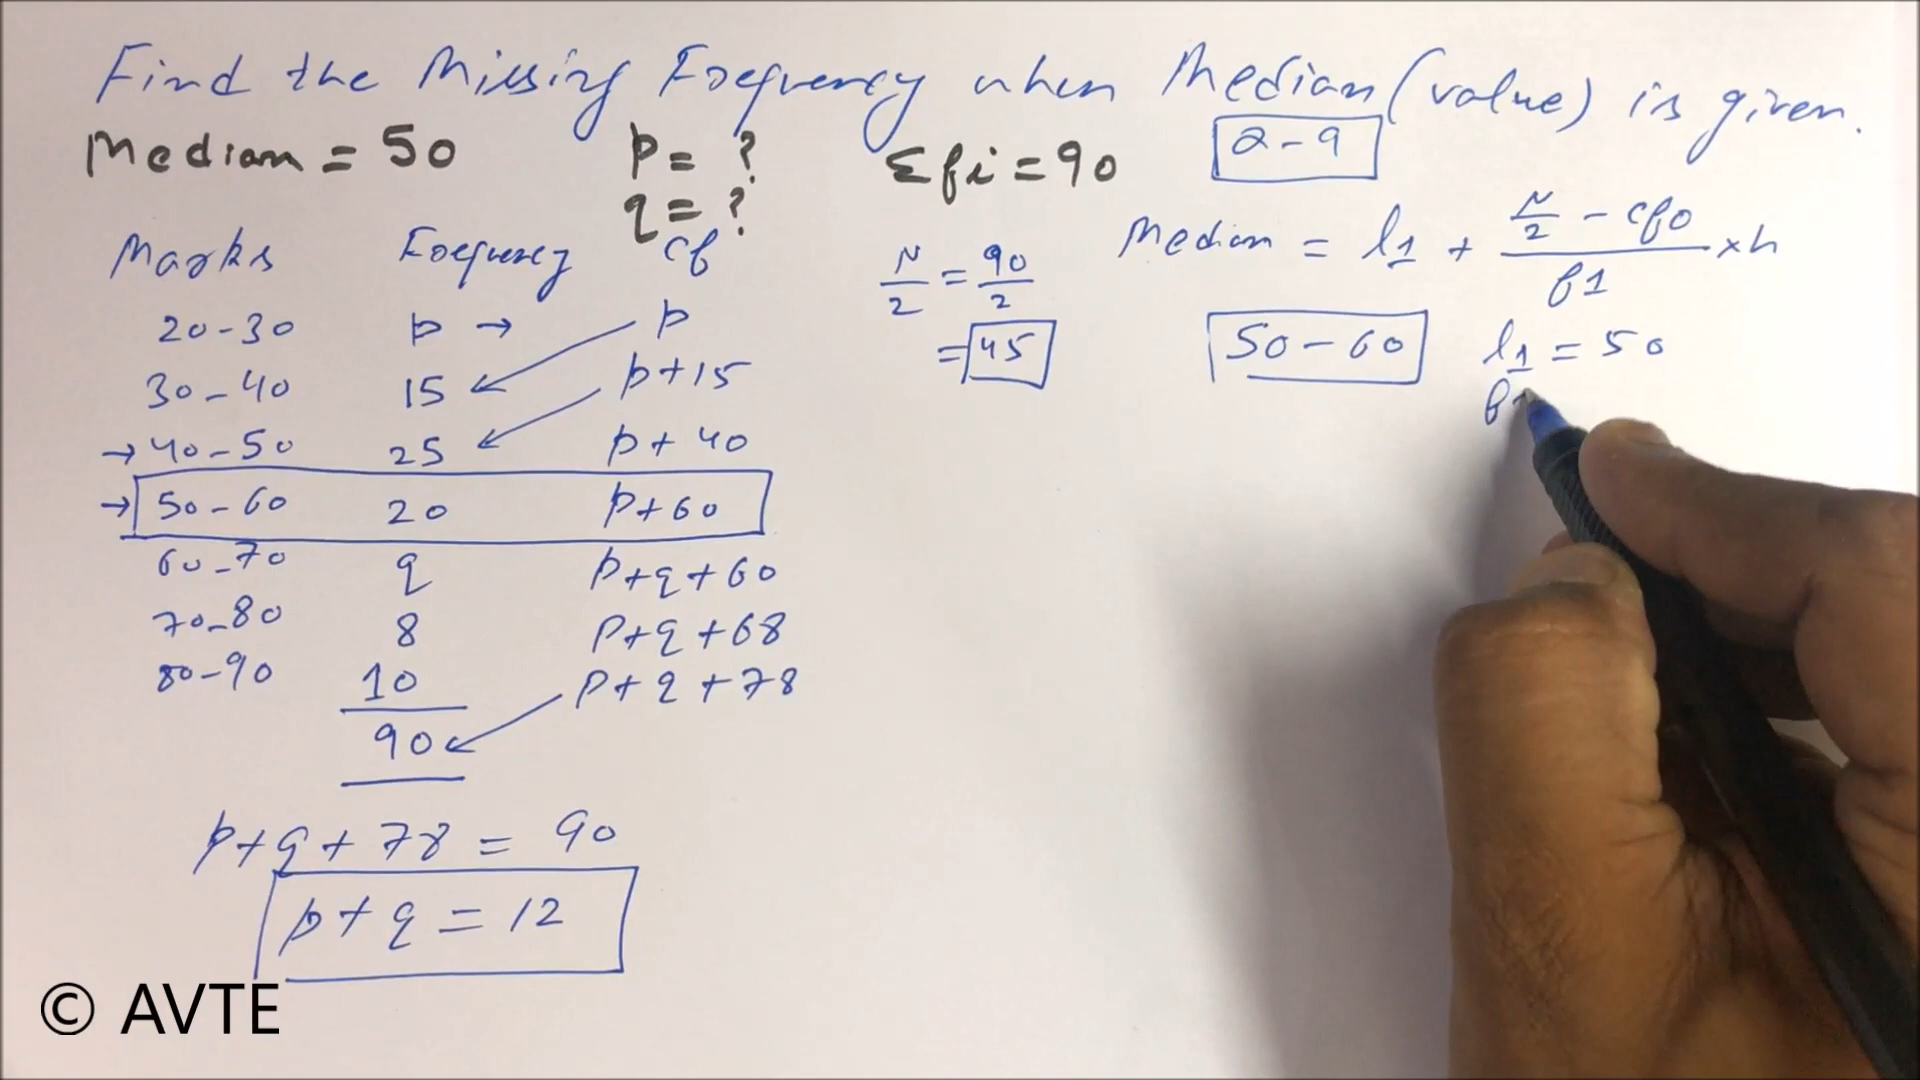 Find the Missing Frequency when Median (value) is given.
Median = 50 p = ? Σfi = 90 Q-9
q = ?
Marks Frequency cf
20-30 p → p
30-40 15 p+15
→ 40-50 25 p+40
→ 50-60 20 p+60
60-70 q p+q+60
70-80 8 p+q+68
80-90 10 p+q+78
90
p+q+78 = 90
p+q = 12
N/2 = 90/2
= 45
Median = l1 + (N/2 - cf0)/f1 × h
50-60 l1 = 50
f1
© AVTE